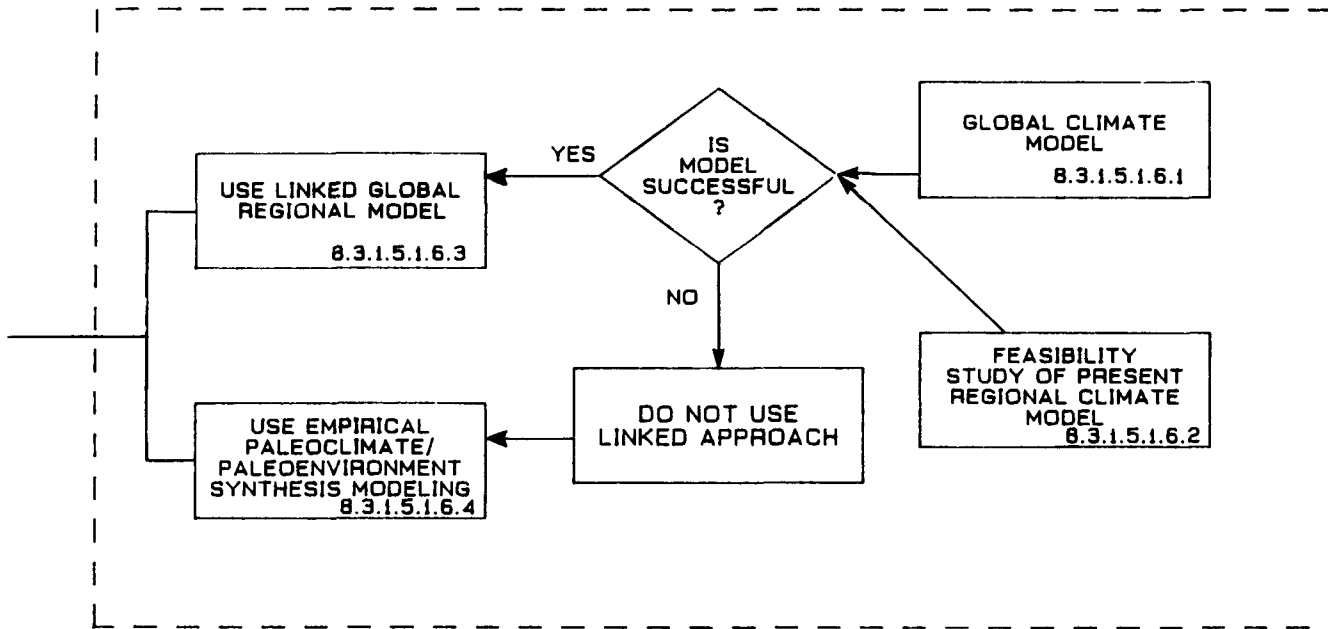 GLOBAL CLIMATE
MODEL
8.3.1.5.1.6.1
IS
MODEL
SUCCESSFUL
?
YES
USE LINKED GLOBAL
REGIONAL MODEL
8.3.1.5.1.6.3
NO
FEASIBILITY
STUDY OF PRESENT
REGIONAL CLIMATE
MODEL
8.3.1.5.1.6.2
DO NOT USE
LINKED APPROACH
USE EMPIRICAL
PALEOCLIMATE/
PALEOENVIRONMENT
SYNTHESIS MODELING
8.3.1.5.1.6.4